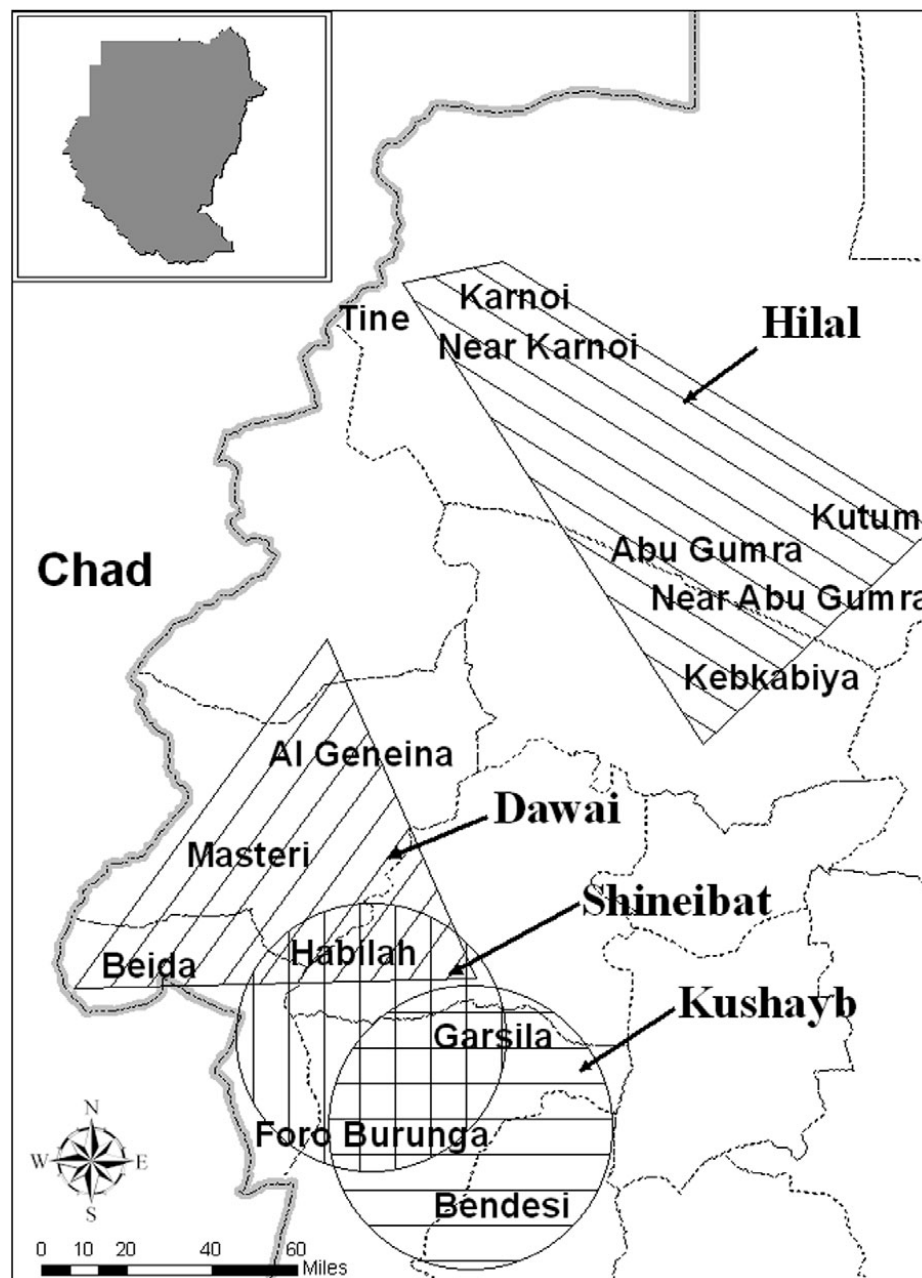 Karnoi
Tine
Hilal
Near Karnoi
Kutum
Abu Gumra
Chad
Near Abu Gumra
Kebkabiya
Al Geneina
Dawai
Masteri
Shineibat
Habilah
Beida
Kushayb
Garsila
Foro Burunga
N
W E
S
Bendesi
0 10 20 40 60
Miles